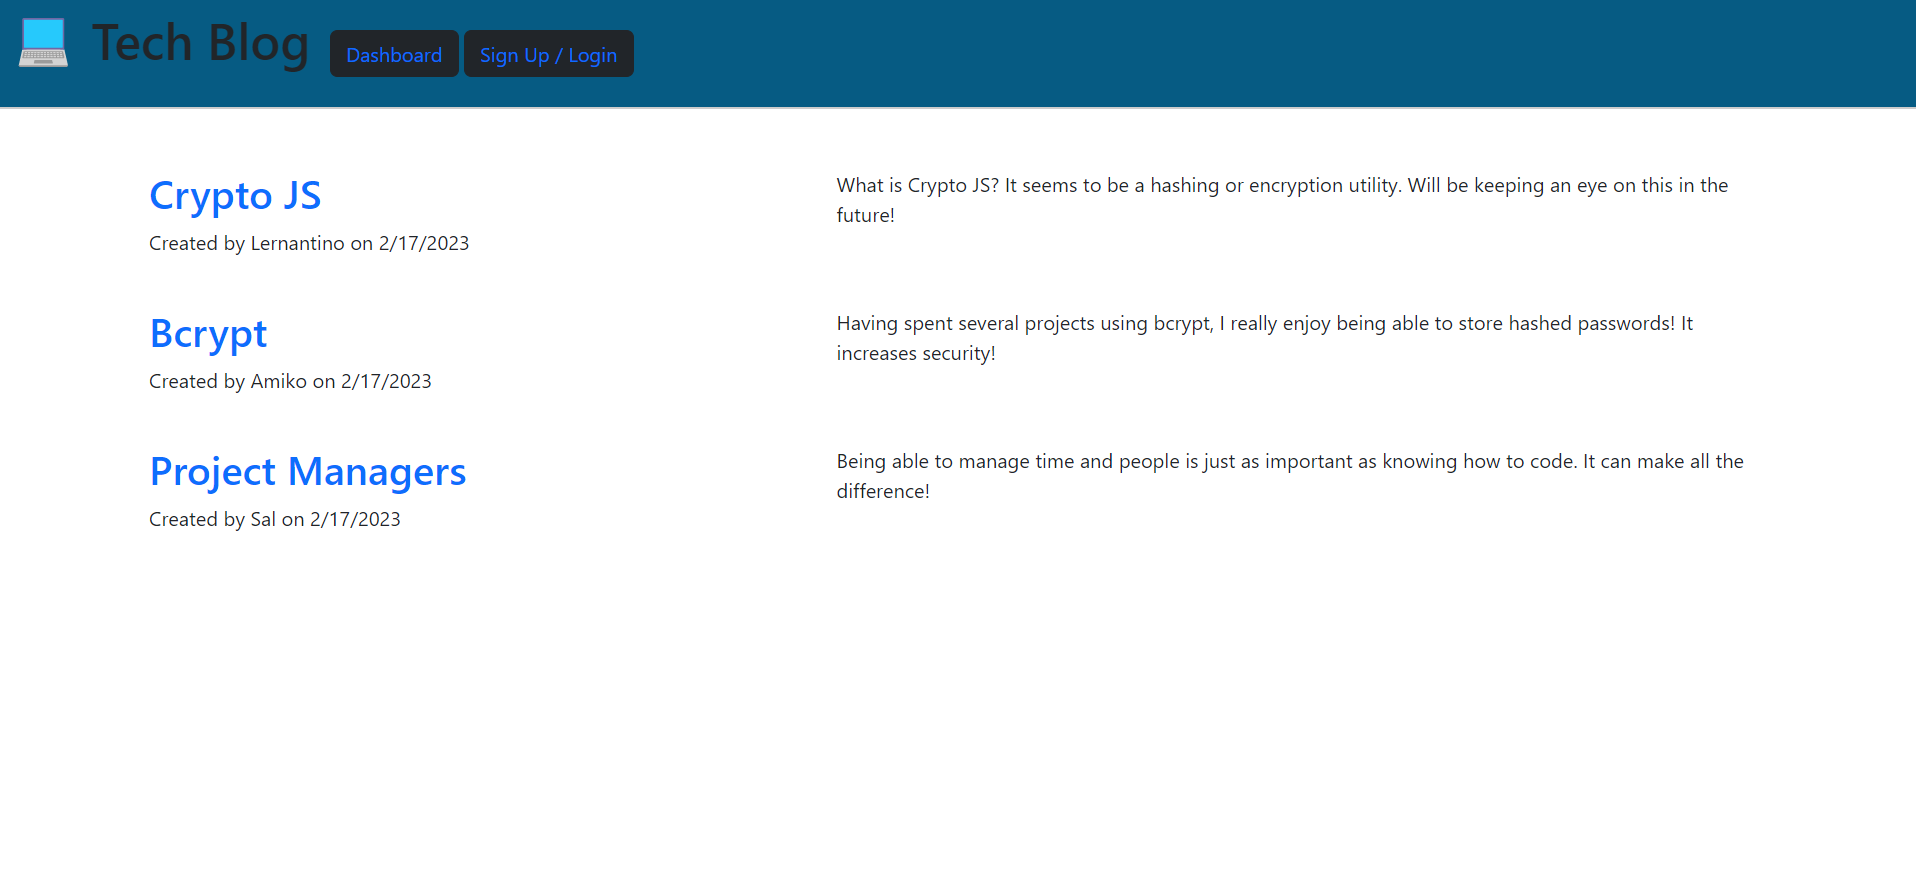 Tech Blog
Dashboard
Sign Up / Login
Crypto JS
Created by Lernantino on 2/17/2023
What is Crypto JS? It seems to be a hashing or encryption utility. Will be keeping an eye on this in the
future!
Bcrypt
Created by Amiko on 2/17/2023
Having spent several projects using bcrypt, I really enjoy being able to store hashed passwords! It
increases security!
Project Managers
Created by Sal on 2/17/2023
Being able to manage time and people is just as important as knowing how to code. It can make all the
difference!